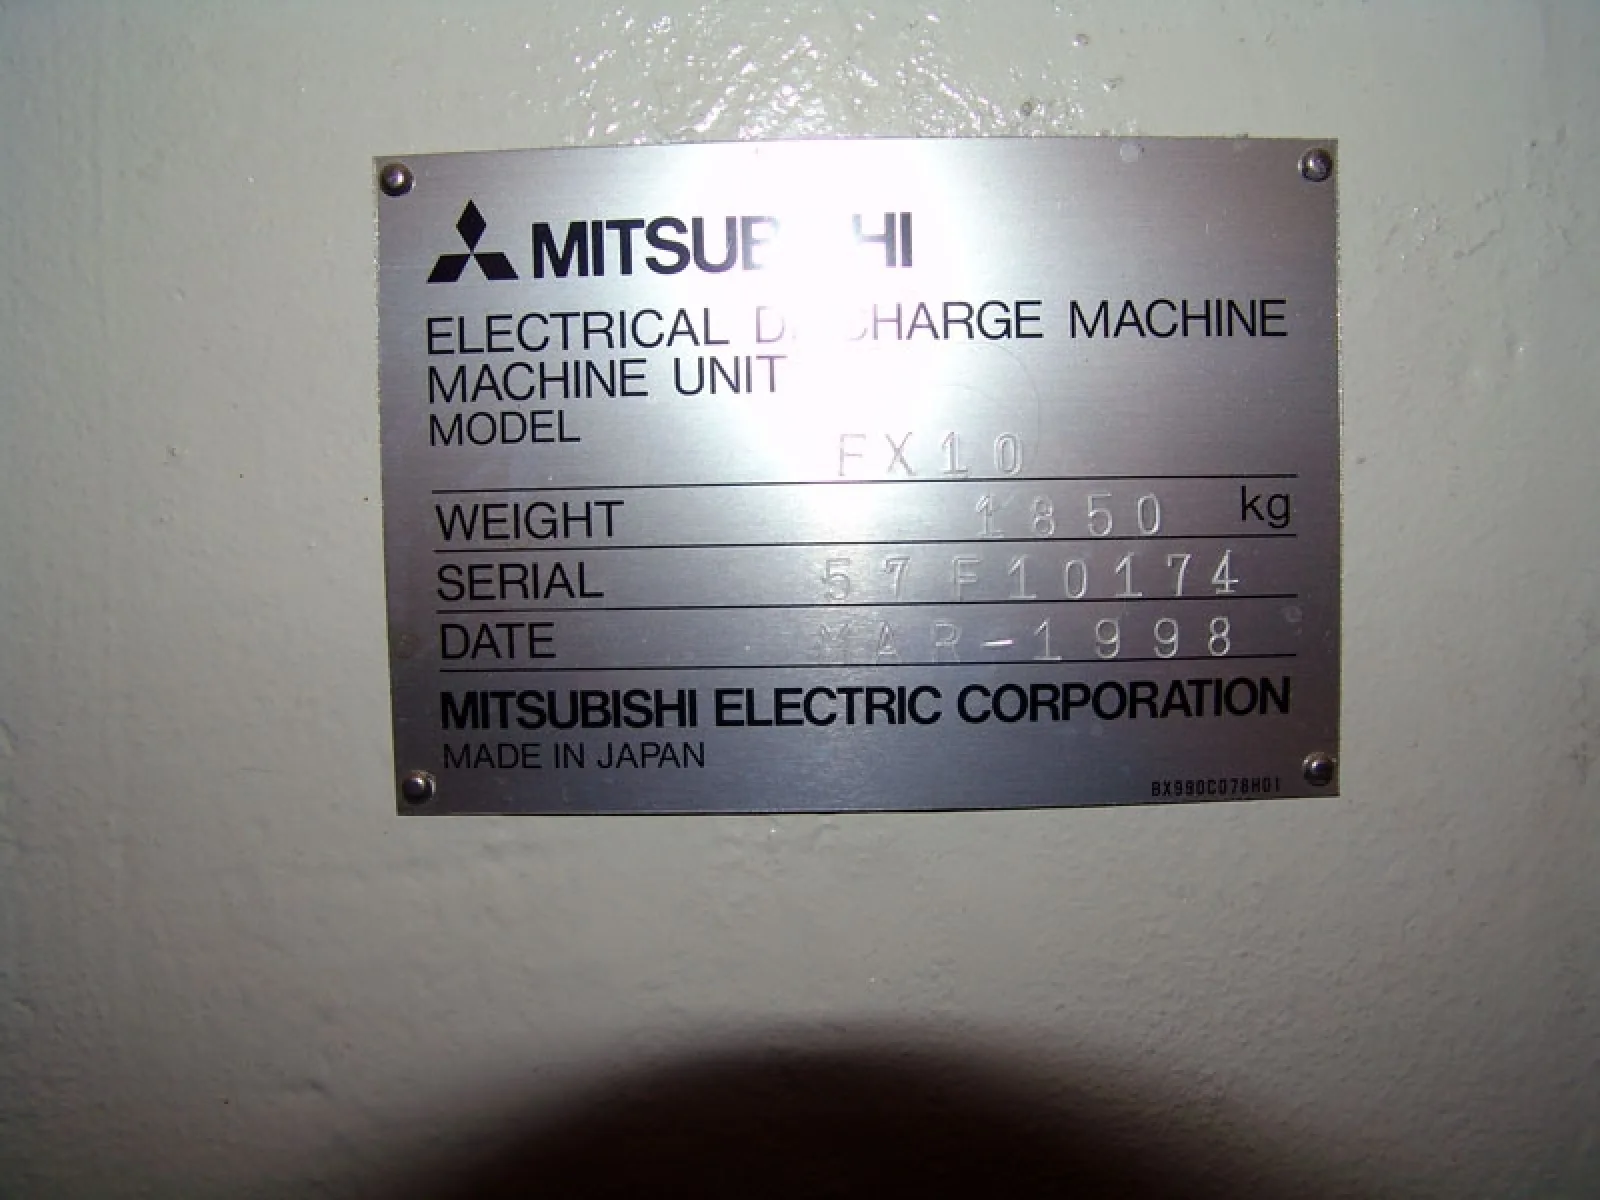 MITSUBISHI
ELECTRICAL DISCHARGE MACHINE
MACHINE UNIT
MODEL FX10
WEIGHT 1850 kg
SERIAL 57F10174
DATE MAR-1998
MITSUBISHI ELECTRIC CORPORATION
MADE IN JAPAN
BX990C078H01